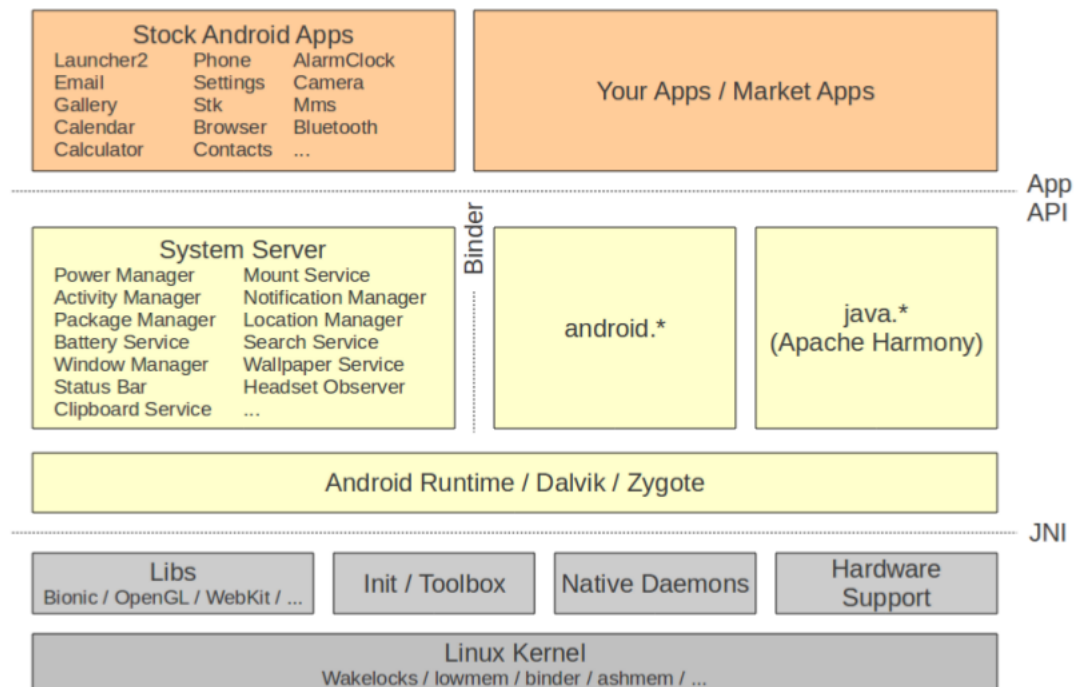 Stock Android Apps
Launcher2 Phone AlarmClock
Email Settings Camera
Gallery Stk Mms
Calendar Browser Bluetooth
Calculator Contacts ...
Your Apps / Market Apps
App
API
System Server
Power Manager Mount Service
Activity Manager Notification Manager
Package Manager Location Manager
Battery Service Search Service
Window Manager Wallpaper Service
Status Bar Headset Observer
Clipboard Service ...
Binder
android.*
java.*
(Apache Harmony)
Android Runtime / Dalvik / Zygote
JNI
Libs
Bionic / OpenGL / WebKit / ...
Init / Toolbox
Native Daemons
Hardware
Support
Linux Kernel
Wakelocks / lowmem / binder / ashmem / ...